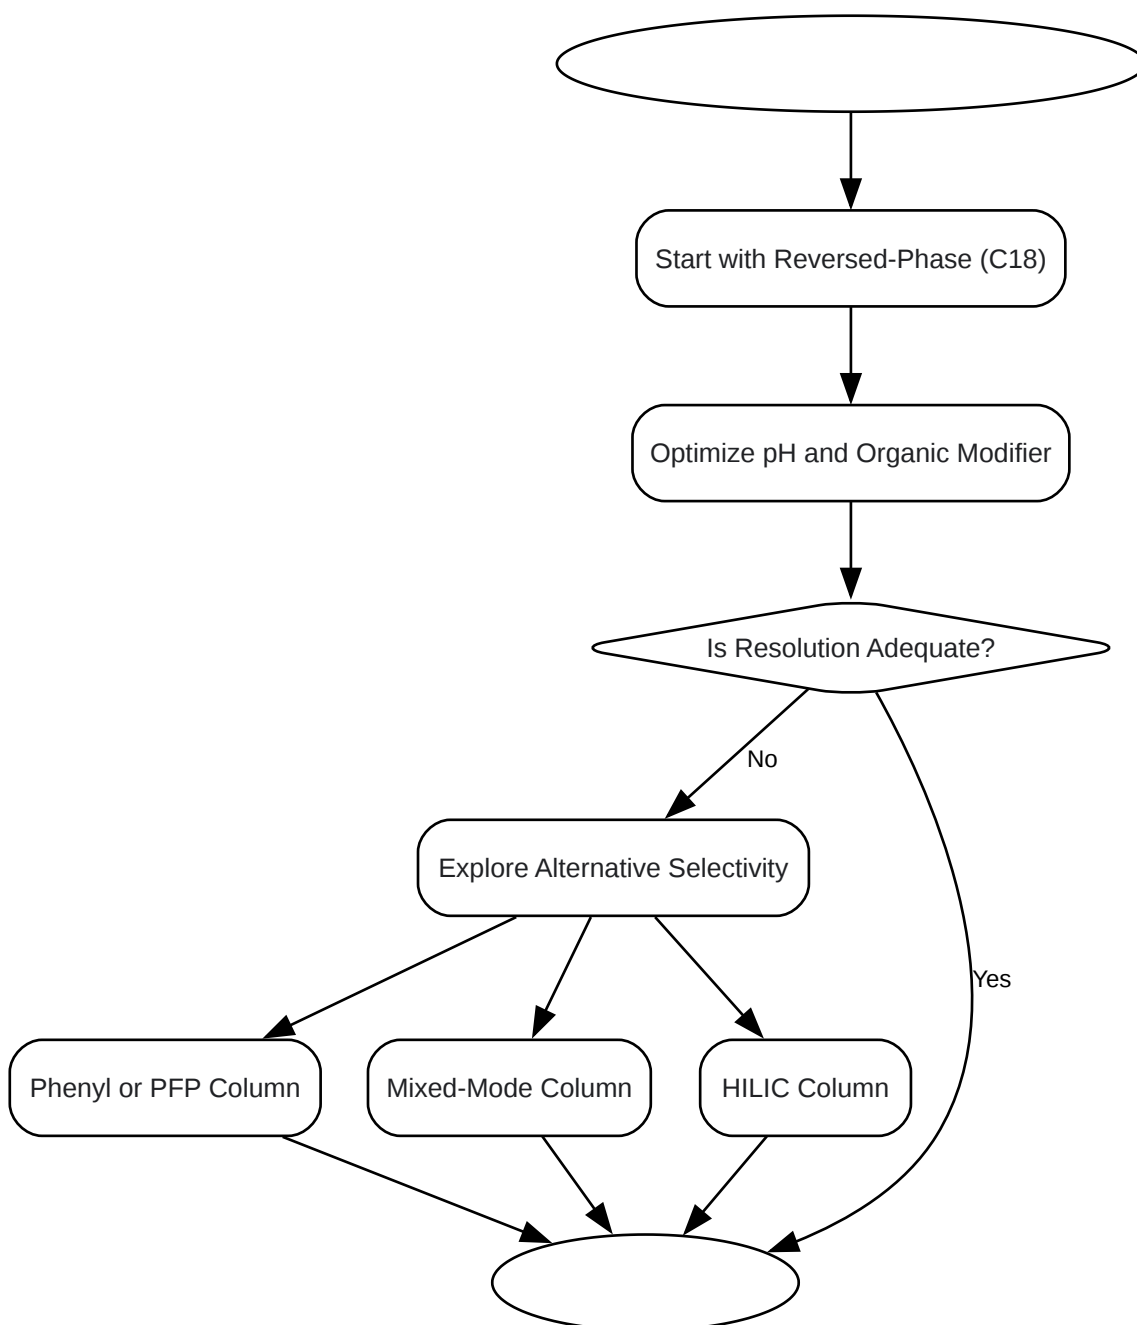 Start with Reversed-Phase (C18)
Optimize pH and Organic Modifier
Is Resolution Adequate?
No
Explore Alternative Selectivity
Yes
Phenyl or PFP Column
Mixed-Mode Column
HILIC Column